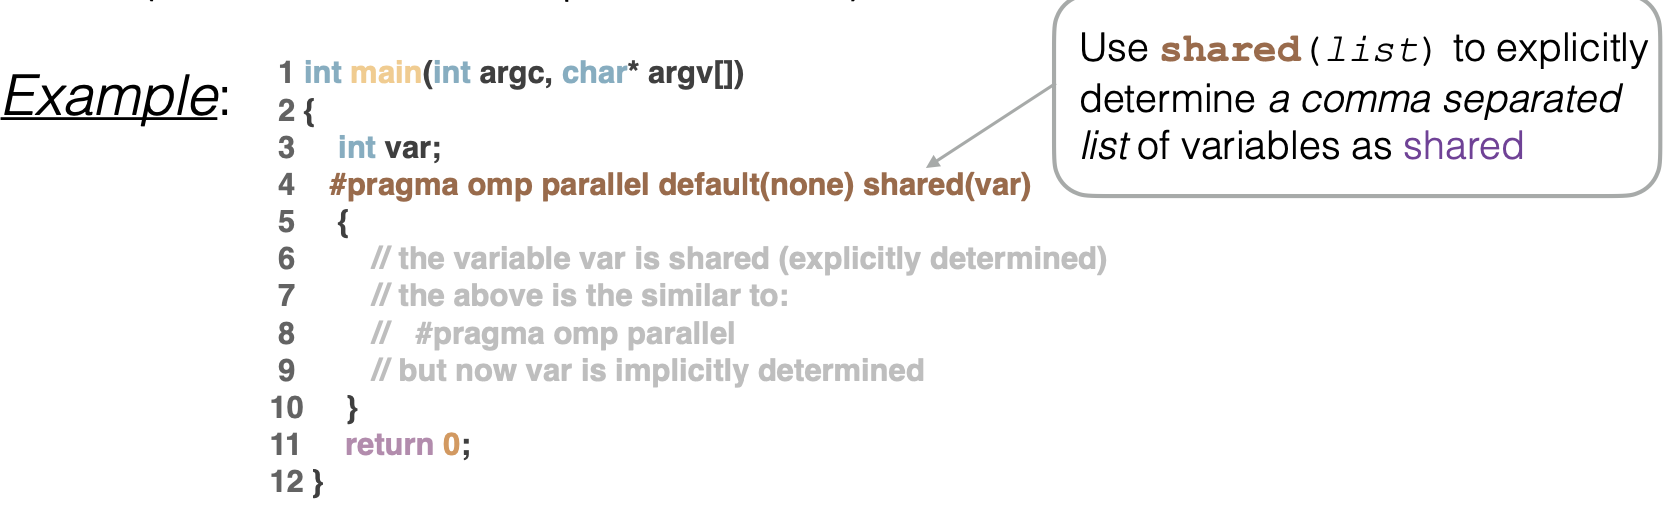 Example:
1 int main(int argc, char* argv[])
2 {
3 int var;
4 #pragma omp parallel default(none) shared(var)
5 {
6 // the variable var is shared (explicitly determined)
7 // the above is the similar to:
8 // #pragma omp parallel
9 // but now var is implicitly determined
10 }
11 return 0;
12 }
Use shared(list) to explicitly
determine a comma separated
list of variables as shared